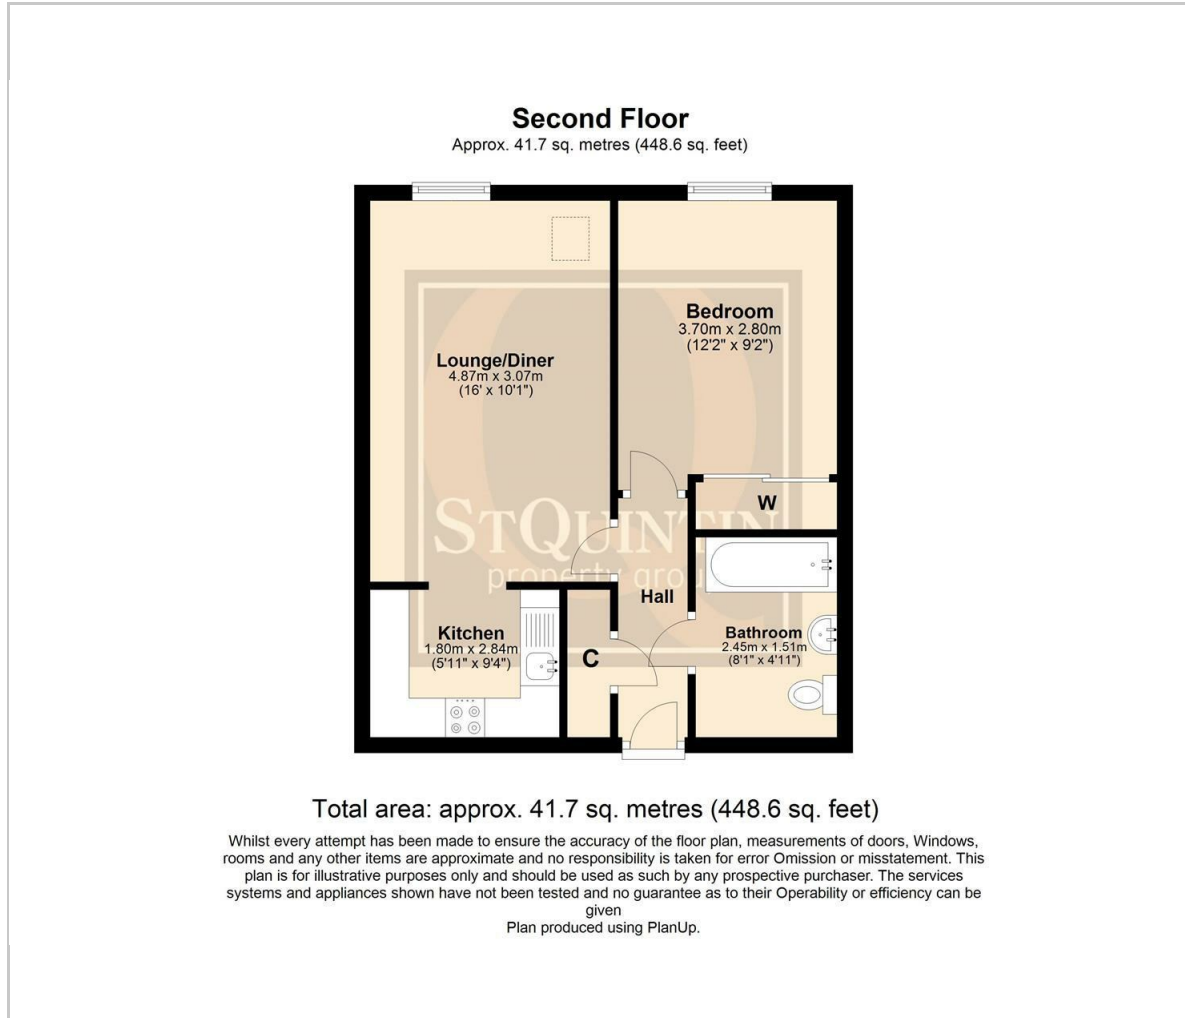 Second Floor
Approx. 41.7 sq. metres (448.6 sq. feet)
Bedroom
3.70m x 2.80m
(12'2" x 9'2")
Lounge/Diner
4.87m x 3.07m
(16' x 10'1")
W
STQUINTIN
property group
Hall
Kitchen
1.80m x 2.84m
(5'11" x 9'4")
C
Bathroom
2.45m x 1.51m
(8'1" x 4'11")
Total area: approx. 41.7 sq. metres (448.6 sq. feet)
Whilst every attempt has been made to ensure the accuracy of the floor plan, measurements of doors, Windows,
rooms and any other items are approximate and no responsibility is taken for error Omission or misstatement. This
plan is for illustrative purposes only and should be used as such by any prospective purchaser. The services
systems and appliances shown have not been tested and no guarantee as to their Operability or efficiency can be
given
Plan produced using PlanUp.